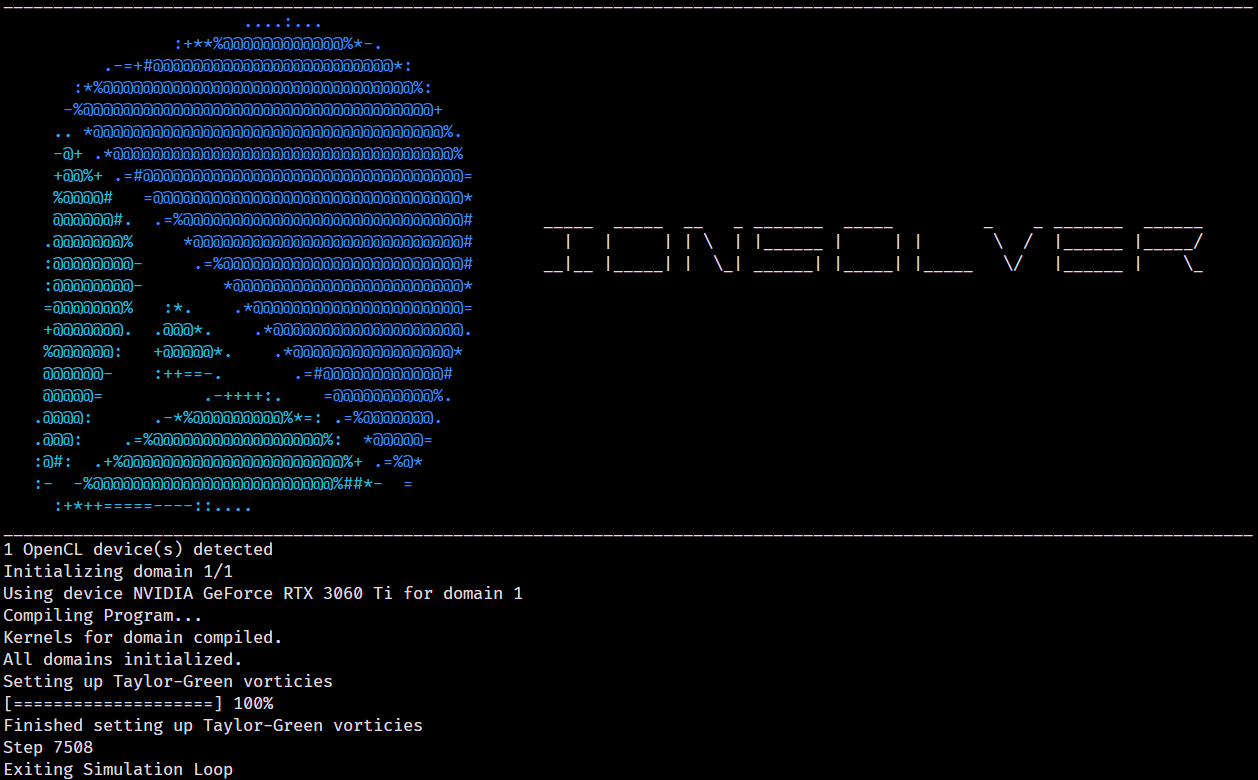 IONSOLVER
1 OpenCL device(s) detected
Initializing domain 1/1
Using device NVIDIA GeForce RTX 3060 Ti for domain 1
Compiling Program...
Kernels for domain compiled.
All domains initialized.
Setting up Taylor-Green vorticies
[====================] 100%
Finished setting up Taylor-Green vorticies
Step 7508
Exiting Simulation Loop